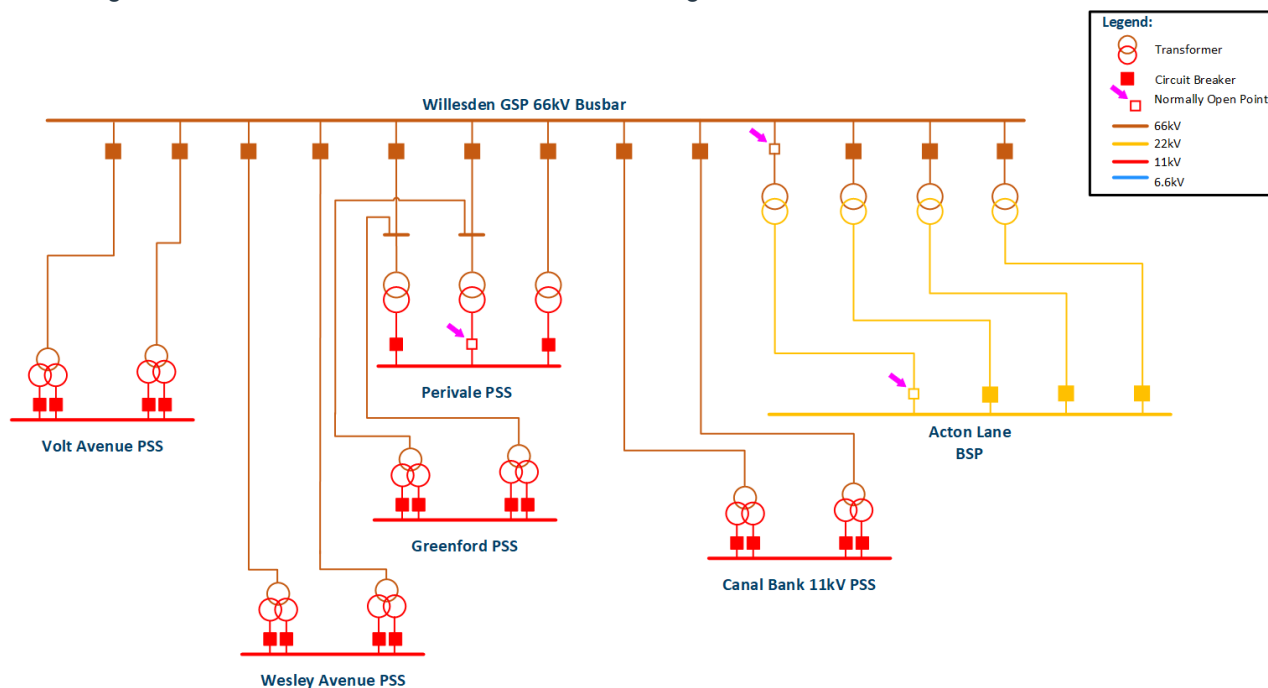 Legend:
Transformer
Circuit Breaker
Normally Open Point
66kV
22kV
11kV
6.6kV
Willesden GSP 66kV Busbar
Perivale PSS
Volt Avenue PSS
Acton Lane
BSP
Greenford PSS
Canal Bank 11kV PSS
Wesley Avenue PSS